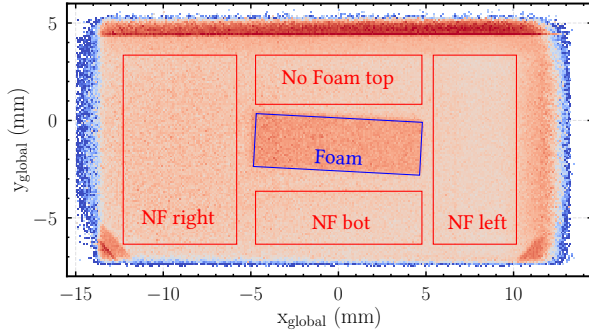 5
0
−5
y_global (mm)
No Foam top
Foam
NF right
NF bot
NF left
−15
−10
−5
0
5
10
x_global (mm)